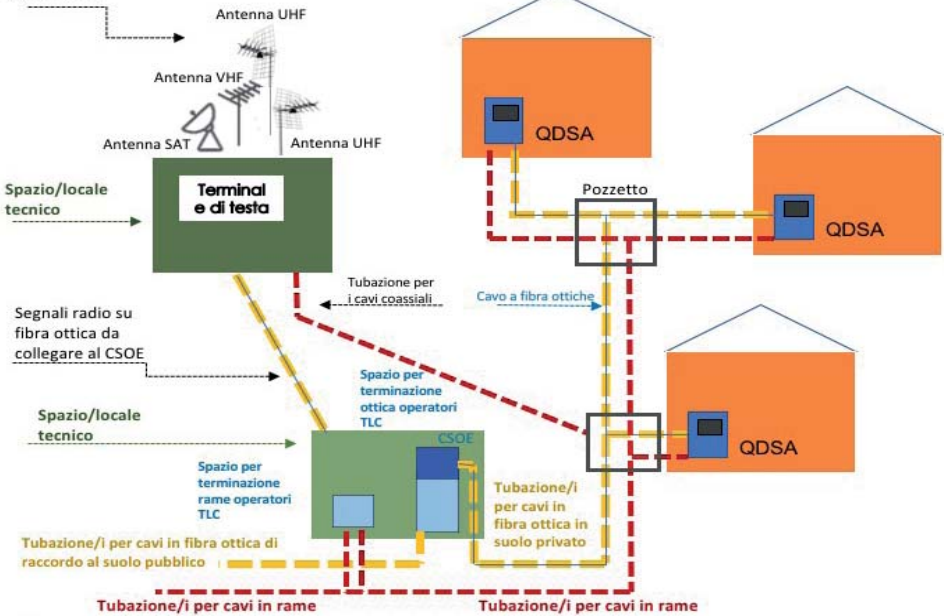 Antenna UHF
Antenna VHF
Antenna SAT
Antenna UHF
Spazio/locale
tecnico
Terminal
e di testa
QDSA
Pozzetto
QDSA
Tubazione per
i cavi coassiali
Cavo a fibra ottiche
Segnali radio su
fibra ottica da
collegare al CSOE
Spazio per
terminazione
ottica operatori
TLC
Spazio/locale
tecnico
CSOE
QDSA
Spazio per
terminazione
rame operatori
TLC
Tubazione/i
per cavi in
fibra ottica in
suolo privato
Tubazione/i per cavi in fibra ottica di
raccordo al suolo pubblico
Tubazione/i per cavi in rame
Tubazione/i per cavi in rame